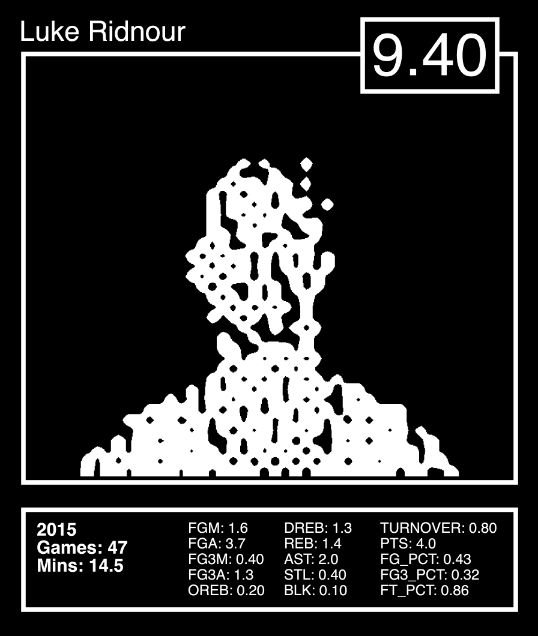 Luke Ridnour
9.40
2015
Games: 47
Mins: 14.5
FGM: 1.6
FGA: 3.7
FG3M: 0.40
FG3A: 1.3
OREB: 0.20
DREB: 1.3
REB: 1.4
AST: 2.0
STL: 0.40
BLK: 0.10
TURNOVER: 0.80
PTS: 4.0
FG_PCT: 0.43
FG3_PCT: 0.32
FT_PCT: 0.86